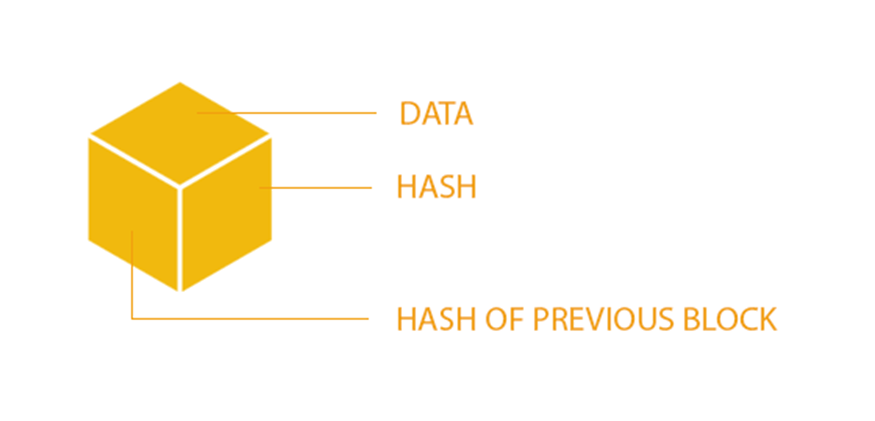 DATA
HASH
HASH OF PREVIOUS BLOCK